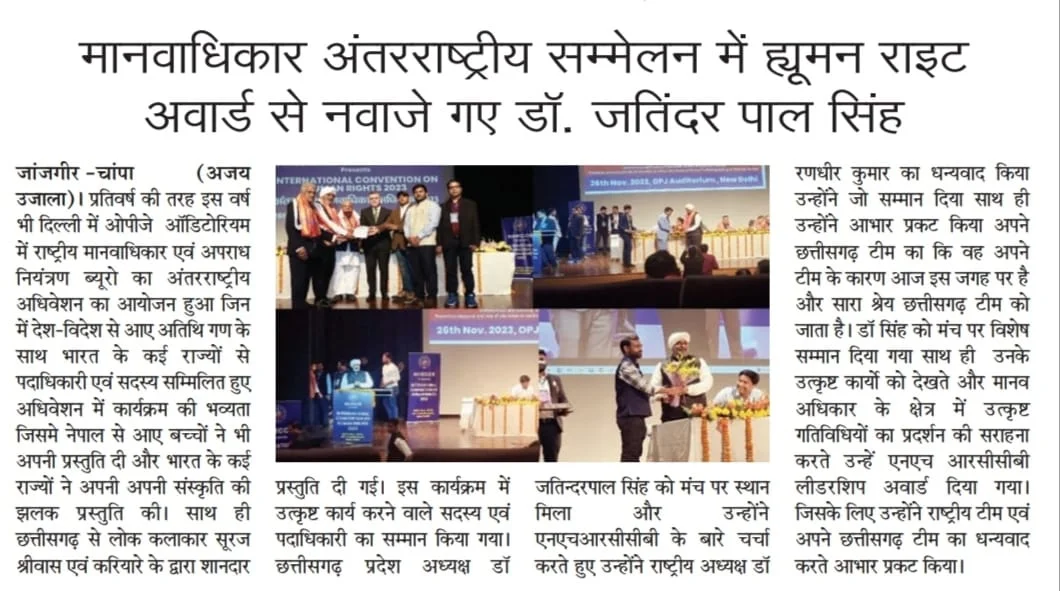 मानवाधिकार अंतरराष्ट्रीय सम्मेलन में ह्यूमन राइट
अवार्ड से नवाजे गए डॉ. जतिंदर पाल सिंह
जांजगीर -चांपा (अजय
उजाला)। प्रतिवर्ष की तरह इस वर्ष
भी दिल्ली में ओपीजे ऑडिटोरियम
में राष्ट्रीय मानवाधिकार एवं अपराध
नियंत्रण ब्यूरो का अंतरराष्ट्रीय
अधिवेशन का आयोजन हुआ जिन
में देश-विदेश से आए अतिथि गण के
साथ भारत के कई राज्यों से
पदाधिकारी एवं सदस्य सम्मिलित हुए
अधिवेशन में कार्यक्रम की भव्यता
जिसमे नेपाल से आए बच्चों ने भी
अपनी प्रस्तुति दी और भारत के कई
राज्यों ने अपनी अपनी संस्कृति की
झलक प्रस्तुति की। साथ ही
छत्तीसगढ़ से लोक कलाकार सूरज
श्रीवास एवं करियारे के द्वारा शानदार
Presents
INTERNATIONAL CONVENTION ON
HUMAN RIGHTS 2023
26th Nov. 2023, OPJ Auditorium, New Delhi
26th Nov. 2023, OPJ
प्रस्तुति दी गई। इस कार्यक्रम में
उत्कृष्ट कार्य करने वाले सदस्य एवं
पदाधिकारी का सम्मान किया गया।
छत्तीसगढ़ प्रदेश अध्यक्ष डॉ
जतिन्दरपाल सिंह को मंच पर स्थान
मिला और उन्होंने
एनएचआरसीसीबी के बारे चर्चा
करते हुए उन्होंने राष्ट्रीय अध्यक्ष डॉ
रणधीर कुमार का धन्यवाद किया
उन्होंने जो सम्मान दिया साथ ही
उन्होंने आभार प्रकट किया अपने
छत्तीसगढ़ टीम का कि वह अपने
टीम के कारण आज इस जगह पर है
और सारा श्रेय छत्तीसगढ़ टीम को
जाता है। डॉ सिंह को मंच पर विशेष
सम्मान दिया गया साथ ही उनके
उत्कृष्ट कार्यो को देखते और मानव
अधिकार के क्षेत्र में उत्कृष्ट
गतिविधियों का प्रदर्शन की सराहना
करते उन्हें एनएच आरसीसीबी
लीडरशिप अवार्ड दिया गया।
जिसके लिए उन्होंने राष्ट्रीय टीम एवं
अपने छत्तीसगढ़ टीम का धन्यवाद
करते आभार प्रकट किया।